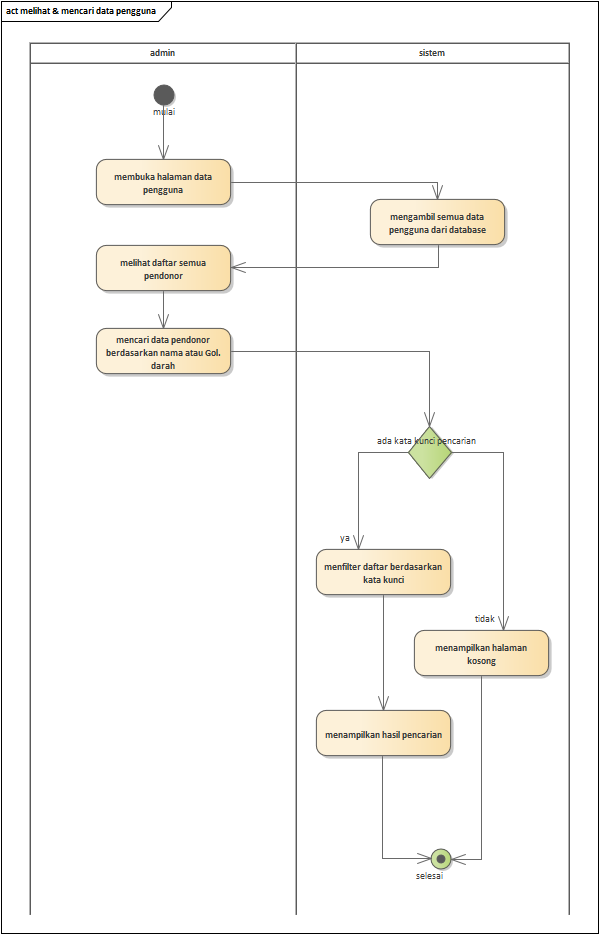 act melihat & mencari data pengguna
admin
sistem
mulai
membuka halaman data
pengguna
mengambil semua data
pengguna dari database
melihat daftar semua
pendonor
mencari data pendonor
berdasarkan nama atau Gol.
darah
ada kata kunci pencarian
ya
menfilter daftar berdasarkan
kata kunci
tidak
menampilkan halaman
kosong
menampilkan hasil pencarian
selesai